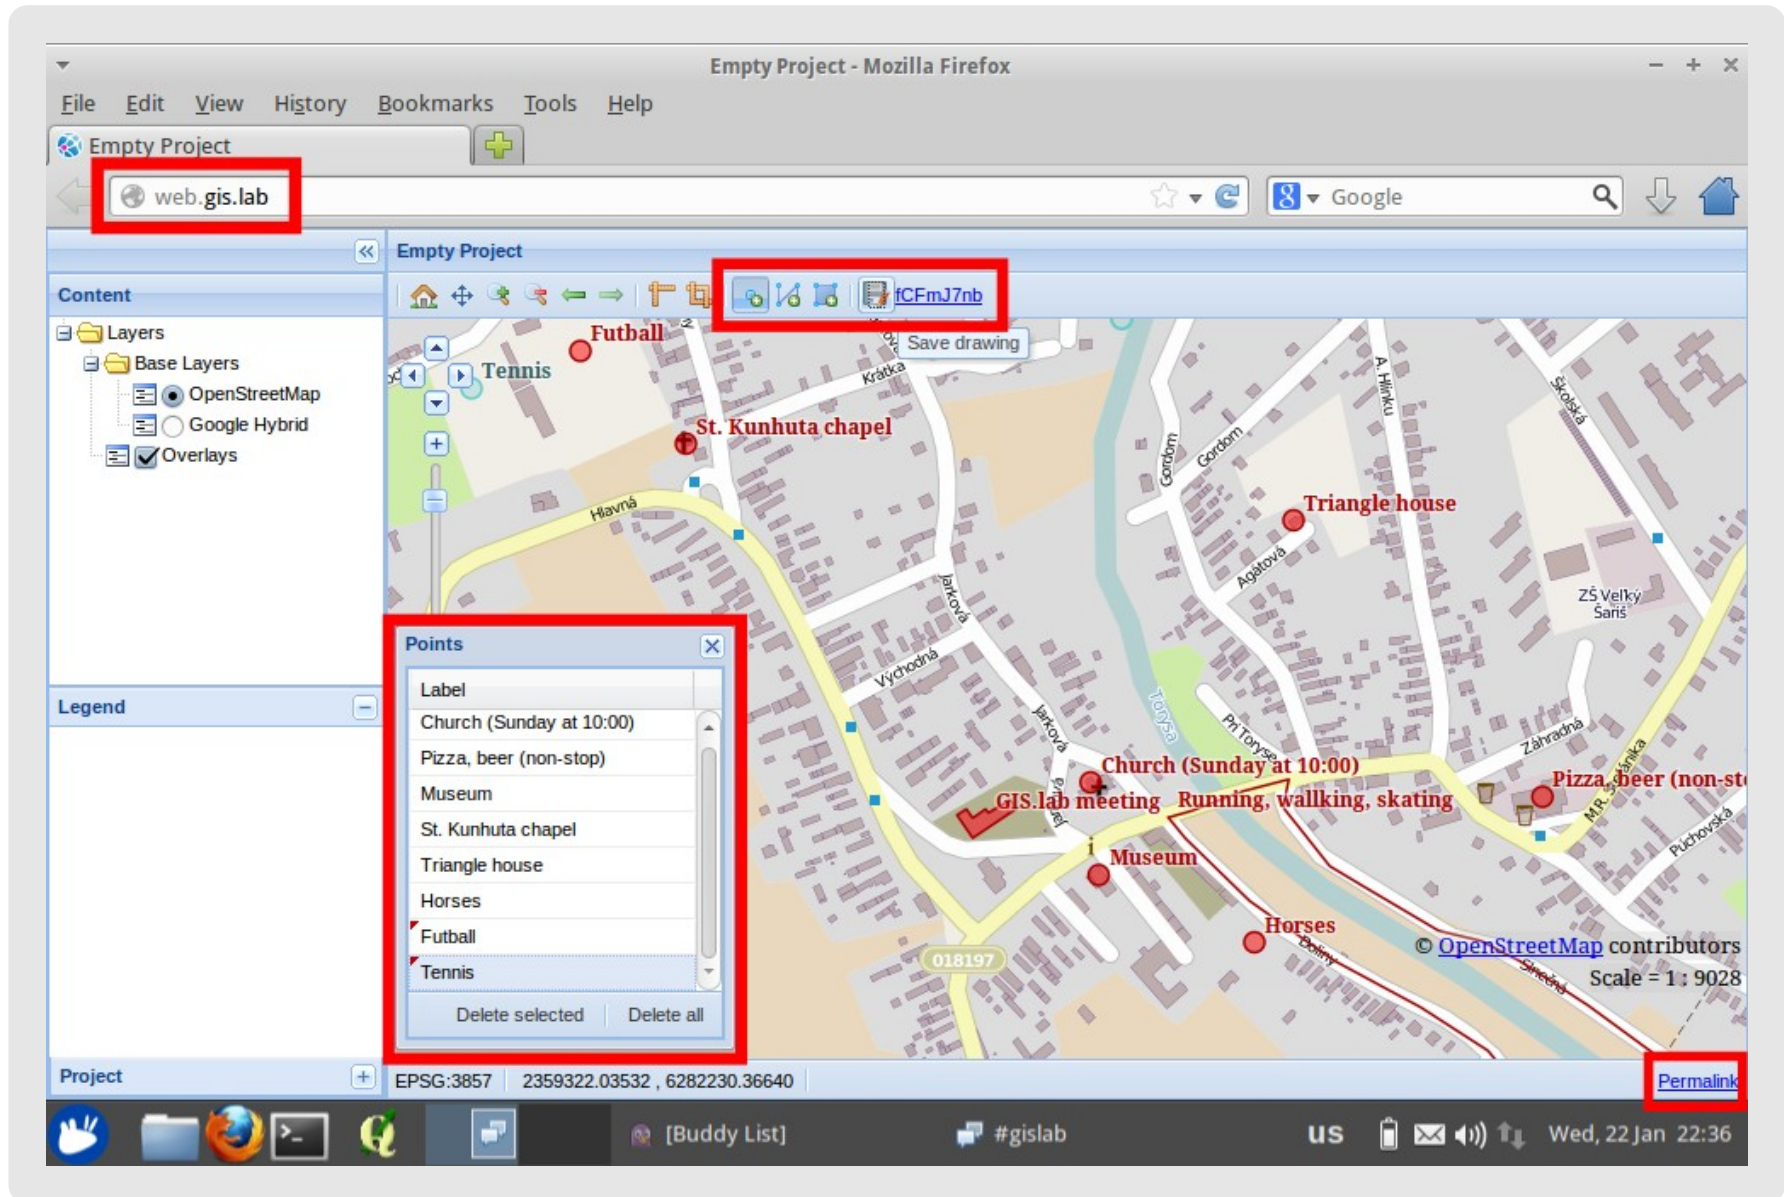 Empty Project - Mozilla Firefox
File Edit View History Bookmarks Tools Help
Empty Project
web.gis.lab
Google
Empty Project
fCFmJ7nb
Save drawing
Content
Layers
Base Layers
OpenStreetMap
Google Hybrid
Overlays
Legend
Project
Futball
Tennis
Krátka
St. Kunhuta chapel
Hlavná
Gordom
Gordom
A. Hlinku
Školská
Triangle house
Agátová
ZŠ Veľký
Šariš
Jarková
Východná
Jarková
Torysa
Pri Toryse
Záhradná
Church (Sunday at 10:00)
GIS.lab meeting
Running, wallking, skating
Pizza, beer (non-st
Púchovská
i
Museum
Horses
Doliny
Slnečná
018197
© OpenStreetMap contributors
Scale = 1 : 9028
Points
Label
Church (Sunday at 10:00)
Pizza, beer (non-stop)
Museum
St. Kunhuta chapel
Triangle house
Horses
Futball
Tennis
Delete selected Delete all
EPSG:3857 2359322.03532 , 6282230.36640
Permalink
[Buddy List]
#gislab
us
Wed, 22 Jan 22:36